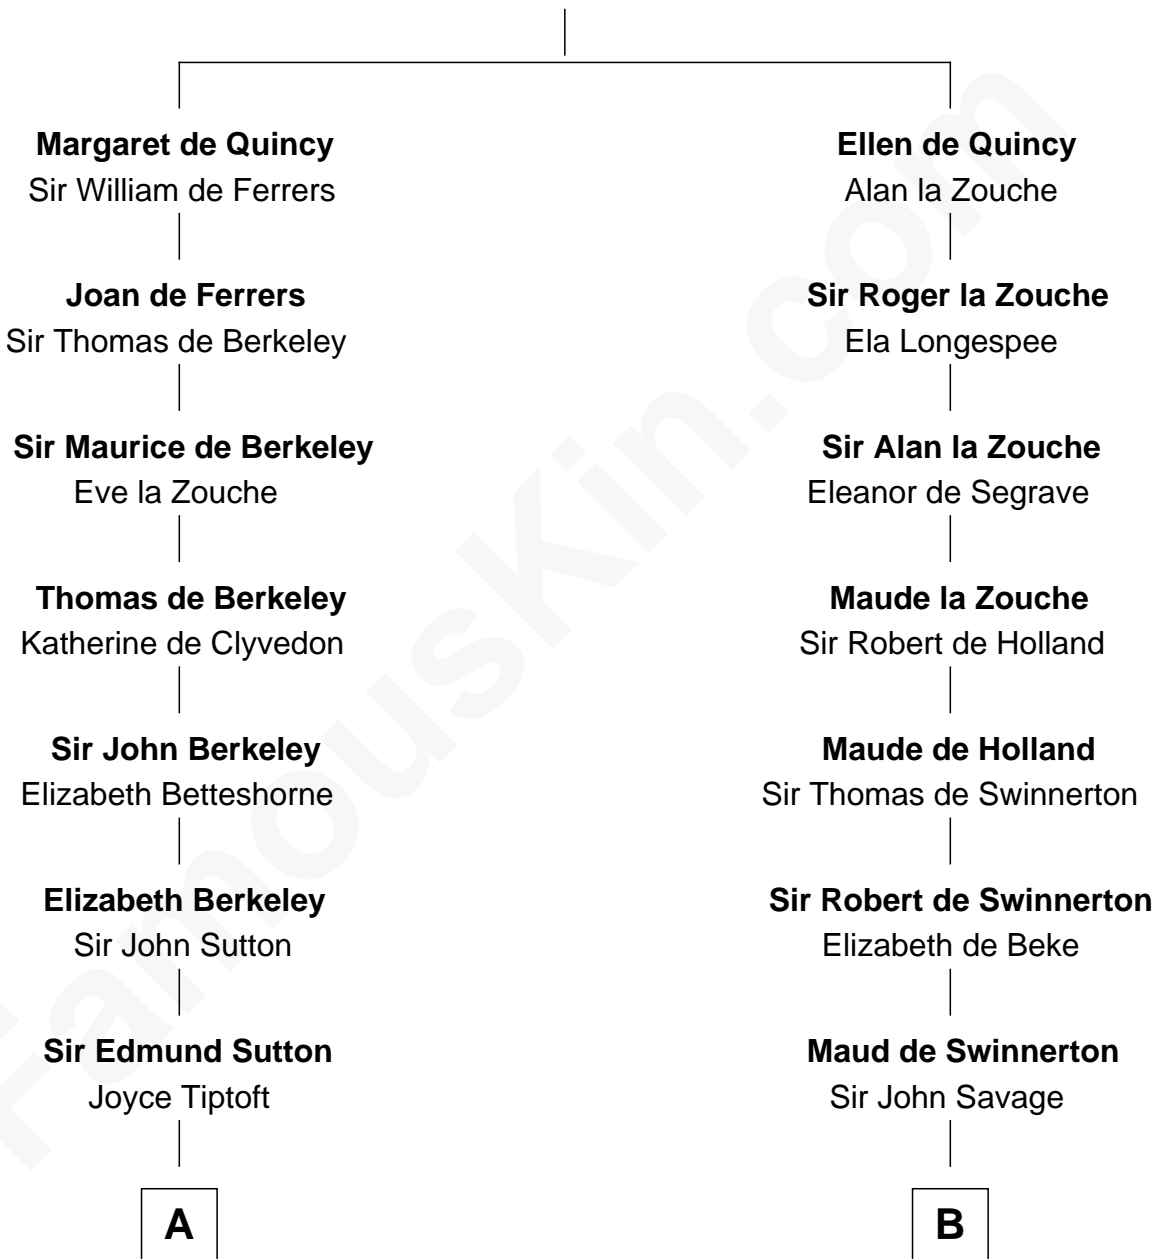 Margaret de Quincy
Sir William de Ferrers
Joan de Ferrers
Sir Thomas de Berkeley
Sir Maurice de Berkeley
Eve la Zouche
Thomas de Berkeley
Katherine de Clyvedon
Sir John Berkeley
Elizabeth Betteshorne
Elizabeth Berkeley
Sir John Sutton
Sir Edmund Sutton
Joyce Tiptoft
A
Ellen de Quincy
Alan la Zouche
Sir Roger la Zouche
Ela Longespee
Sir Alan la Zouche
Eleanor de Segrave
Maude la Zouche
Sir Robert de Holland
Maude de Holland
Sir Thomas de Swinnerton
Sir Robert de Swinnerton
Elizabeth de Beke
Maud de Swinnerton
Sir John Savage
B
FamousKin.com